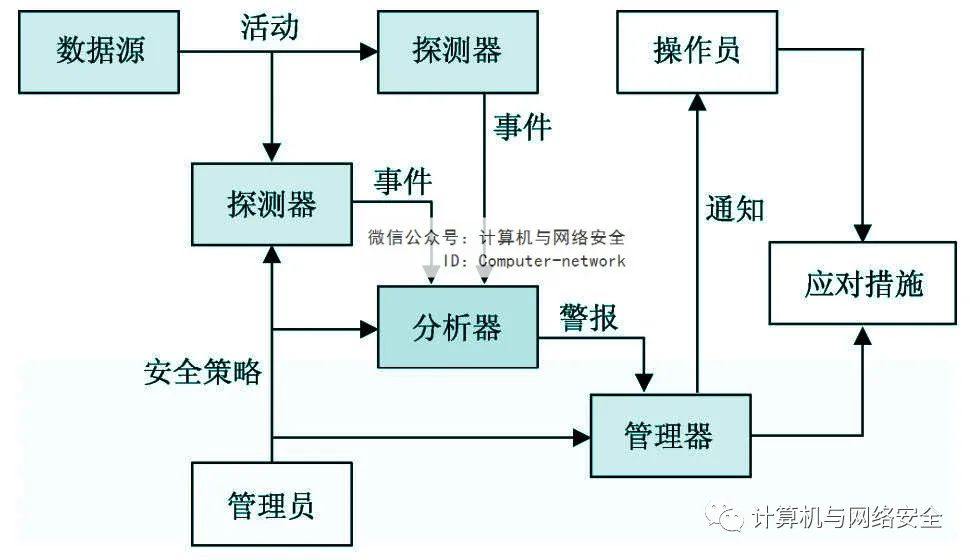 数据源
活动
探测器
操作员
事件
探测器
事件
通知
微信公众号：计算机与网络安全
ID：Computer-network
应对措施
分析器
警报
安全策略
管理器
管理员
计算机与网络安全